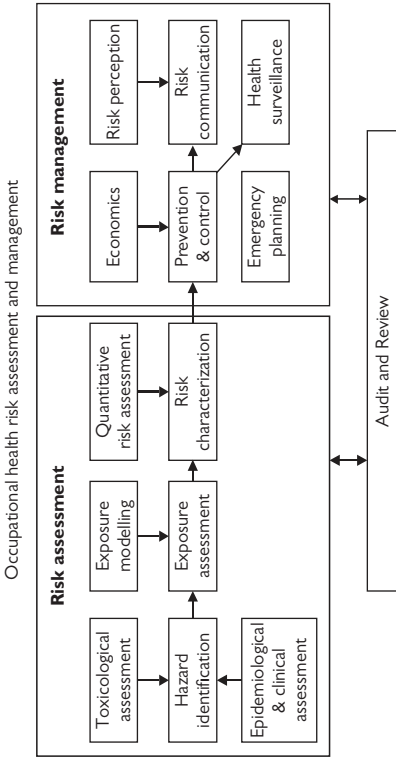 Occupational health risk assessment and management
Risk assessment
Toxicological
assessment
Exposure
modelling
Quantitative
risk assessment
Hazard
identification
Exposure
assessment
Risk
characterization
Epidemiological
& clinical
assessment
Risk management
Economics
Risk perception
Prevention
& control
Risk
communication
Emergency
planning
Health
surveillance
Audit and Review